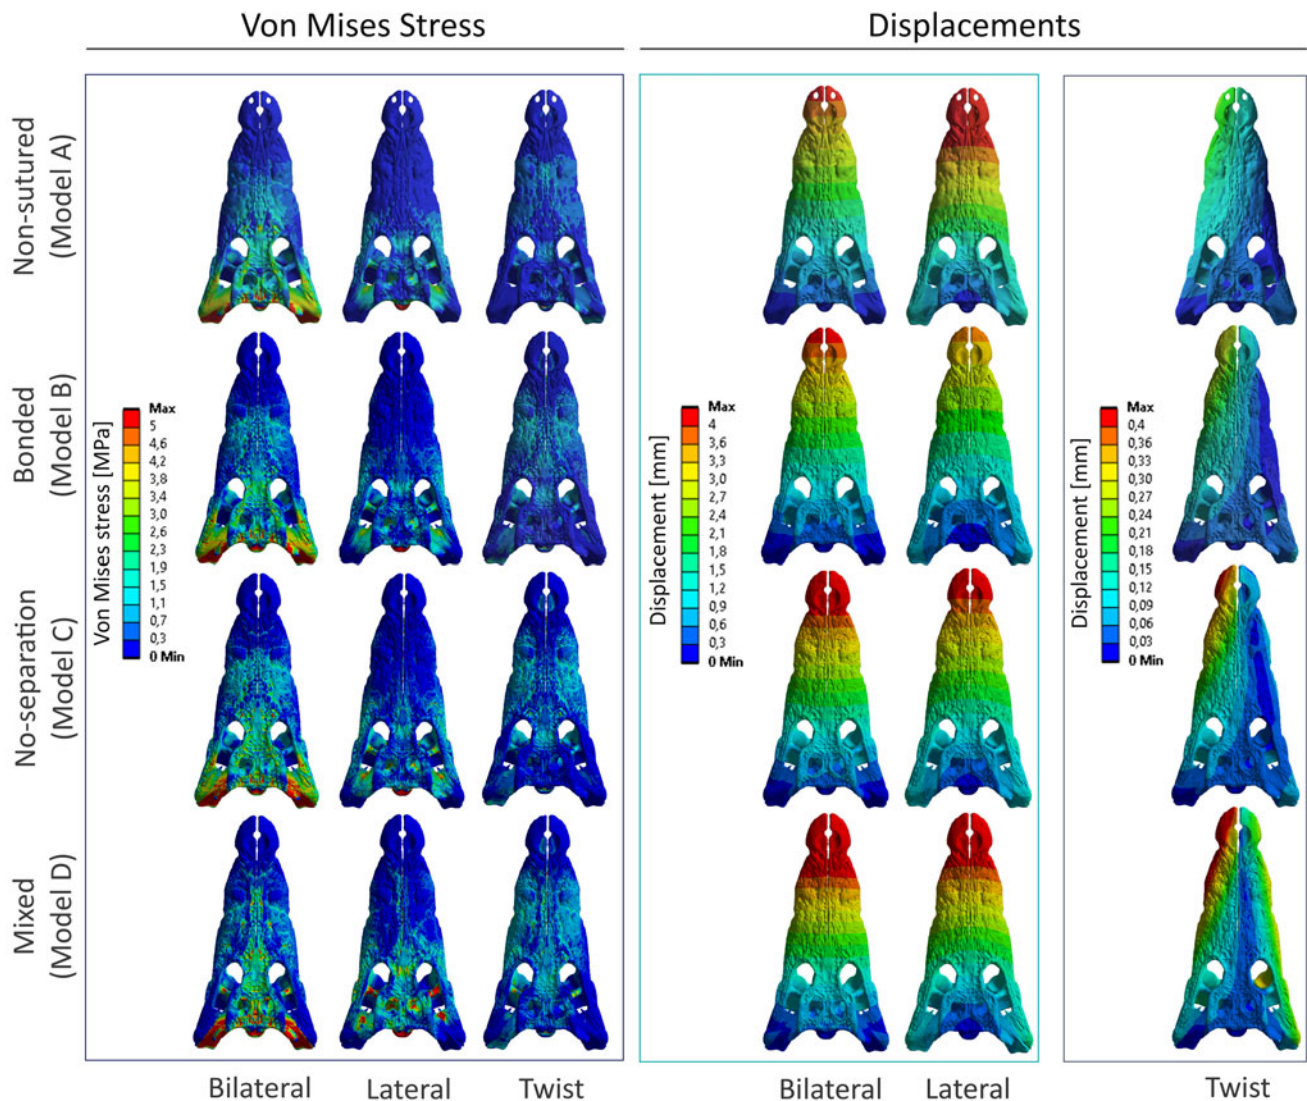 Von Mises Stress
Displacements
Non-sutured
(Model A)
Bonded
(Model B)
No-separation
(Model C)
Mixed
(Model D)
Von Mises stress [MPa]
Max
5
4,6
4,2
3,8
3,4
3,0
2,6
2,3
1,9
1,5
1,1
0,7
0,3
0 Min
Displacement [mm]
Max
4
3,6
3,3
3,0
2,7
2,4
2,1
1,8
1,5
1,2
0,9
0,6
0,3
0 Min
Displacement [mm]
Max
0,4
0,36
0,33
0,30
0,27
0,24
0,21
0,18
0,15
0,12
0,09
0,06
0,03
0 Min
Bilateral
Lateral
Twist
Bilateral
Lateral
Twist